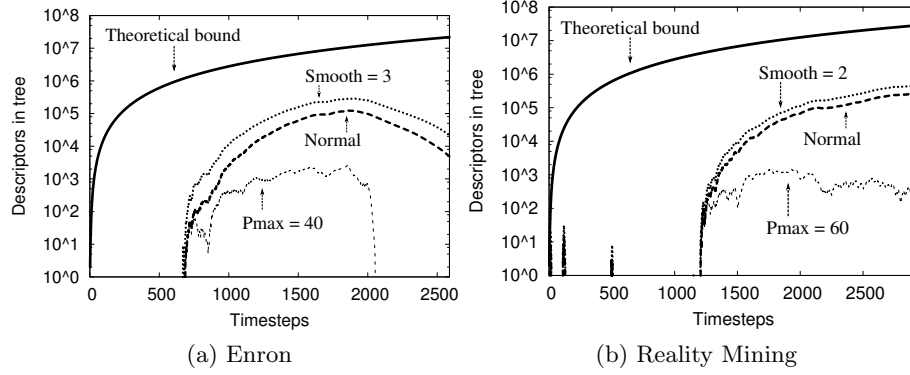 10^8
10^7
10^6
10^5
10^4
10^3
10^2
10^1
10^0
Descriptors in tree
Theoretical bound
Smooth = 3
Normal
Pmax = 40
0 500 1000 1500 2000 2500
Timesteps
(a) Enron
10^8
10^7
10^6
10^5
10^4
10^3
10^2
10^1
10^0
Descriptors in tree
Theoretical bound
Smooth = 2
Normal
Pmax = 60
0 500 1000 1500 2000 2500
Timesteps
(b) Reality Mining